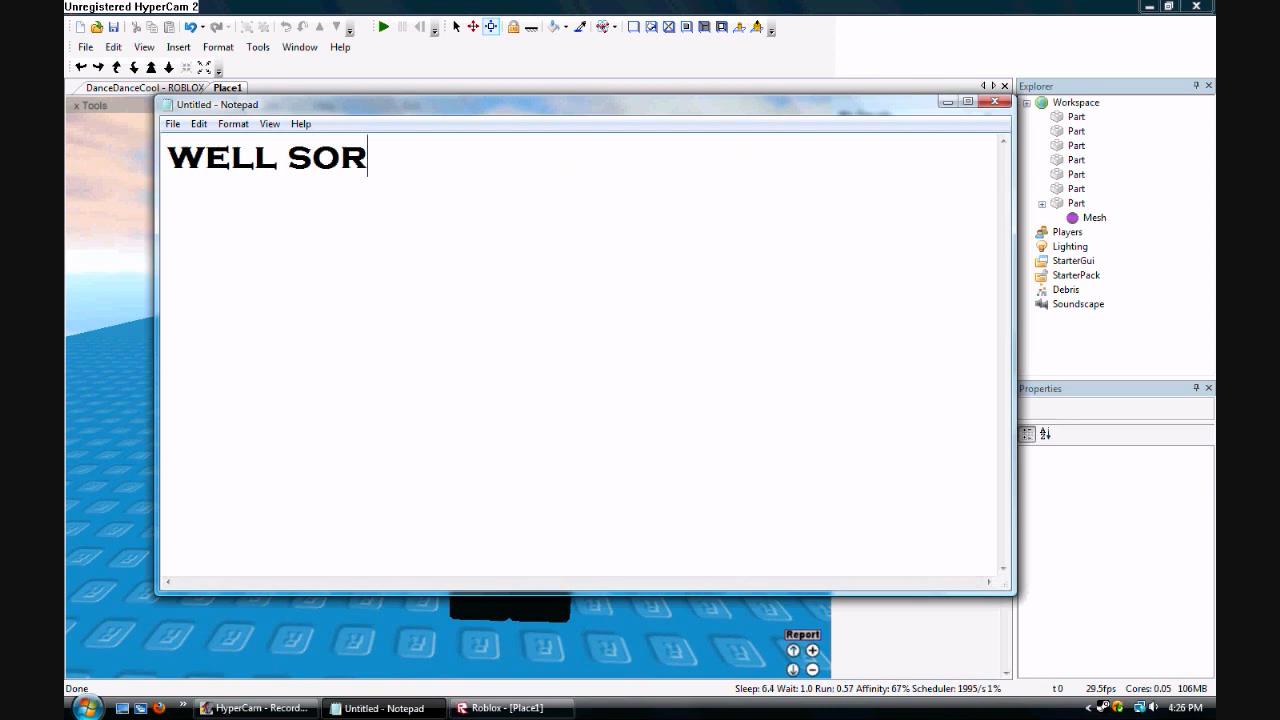 Unregistered HyperCam 2
File Edit View Insert Format Tools Window Help
DanceDanceCool - ROBLOX Place1
x Tools
Untitled - Notepad
File Edit Format View Help
WELL SOR
Explorer
Workspace
Part
Part
Part
Part
Part
Part
Part
Mesh
Players
Lighting
StarterGui
StarterPack
Debris
Soundscape
Properties
Report
Done
Sleep: 6.4 Wait: 1.0 Run: 0.57 Affinity: 67% Scheduler: 1995/s 1% t 0 29.5fps Cores: 0.05 106MB
HyperCam - Record... Untitled - Notepad Roblox - [Place1] 4:26 PM